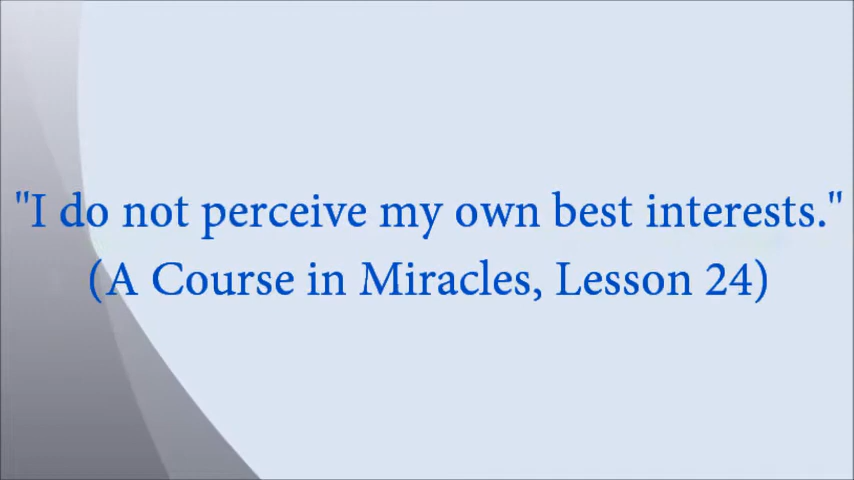 "I do not perceive my own best interests."
(A Course in Miracles, Lesson 24)